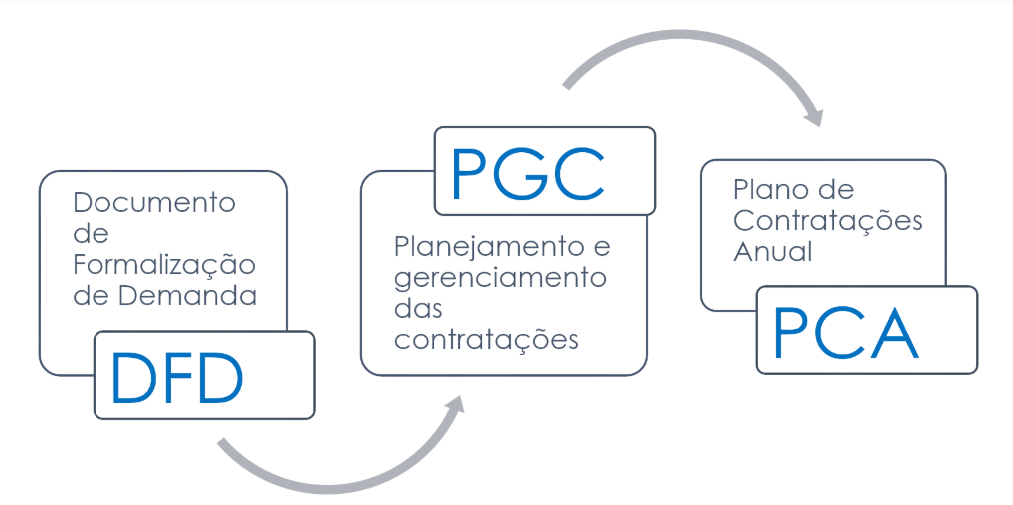 Documento
de
Formalização
de Demanda
DFD
PGC
Planejamento e
gerenciamento
das
contratações
Plano de
Contratações
Anual
PCA